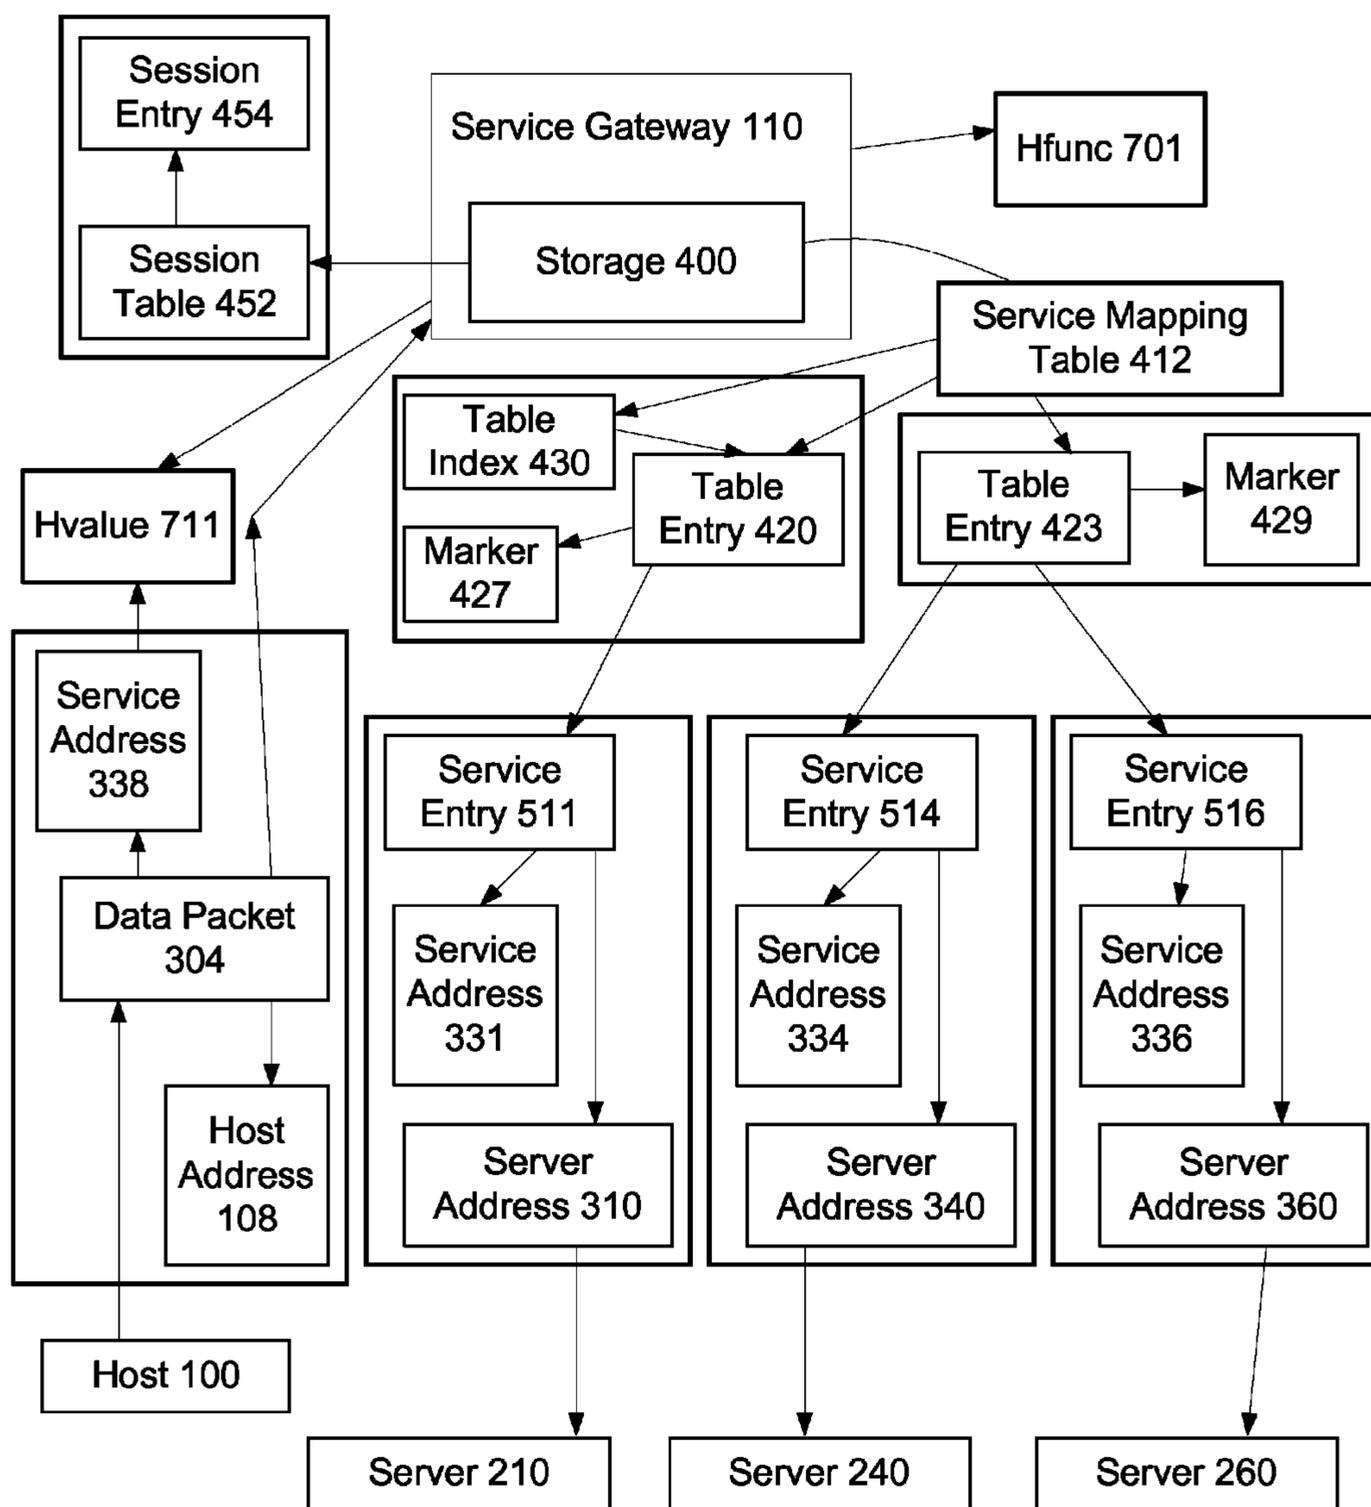 Session
Entry 454
Service Gateway 110
Hfunc 701
Session
Table 452
Storage 400
Service Mapping
Table 412
Table
Index 430
Table
Entry 420
Marker
427
Table
Entry 423
Marker
429
Hvalue 711
Service
Address
338
Data Packet
304
Host
Address
108
Host 100
Service
Entry 511
Service
Address
331
Server
Address 310
Service
Entry 514
Service
Address
334
Server
Address 340
Service
Entry 516
Service
Address
336
Server
Address 360
Server 210
Server 240
Server 260